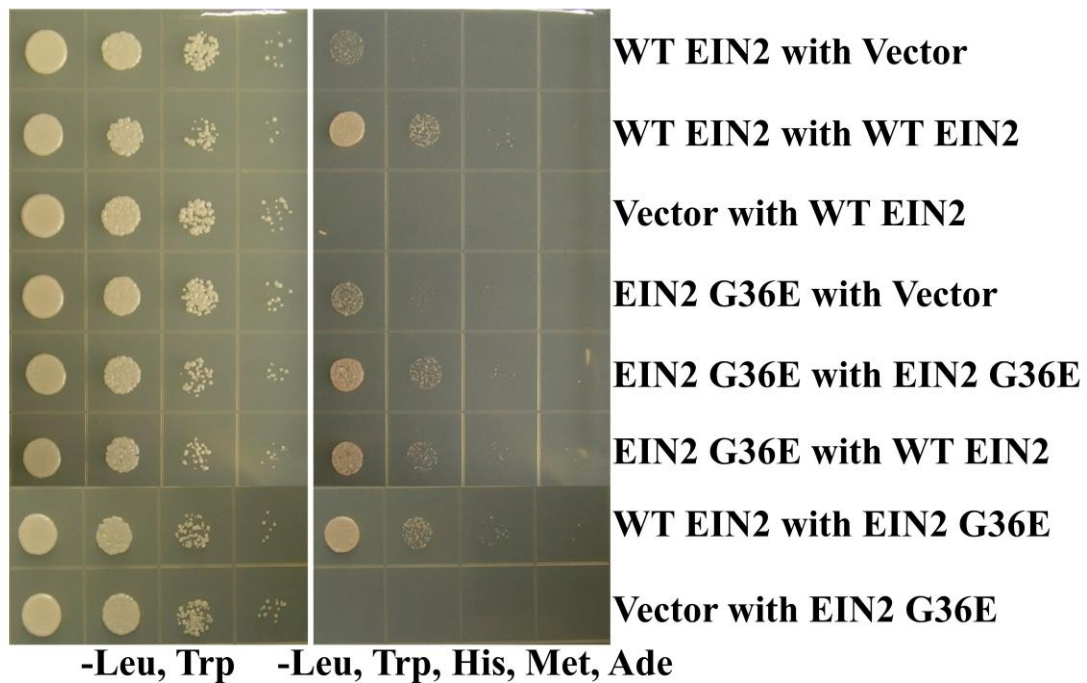 WT EIN2 with Vector
WT EIN2 with WT EIN2
Vector with WT EIN2
EIN2 G36E with Vector
EIN2 G36E with EIN2 G36E
EIN2 G36E with WT EIN2
WT EIN2 with EIN2 G36E
Vector with EIN2 G36E
-Leu, Trp -Leu, Trp, His, Met, Ade